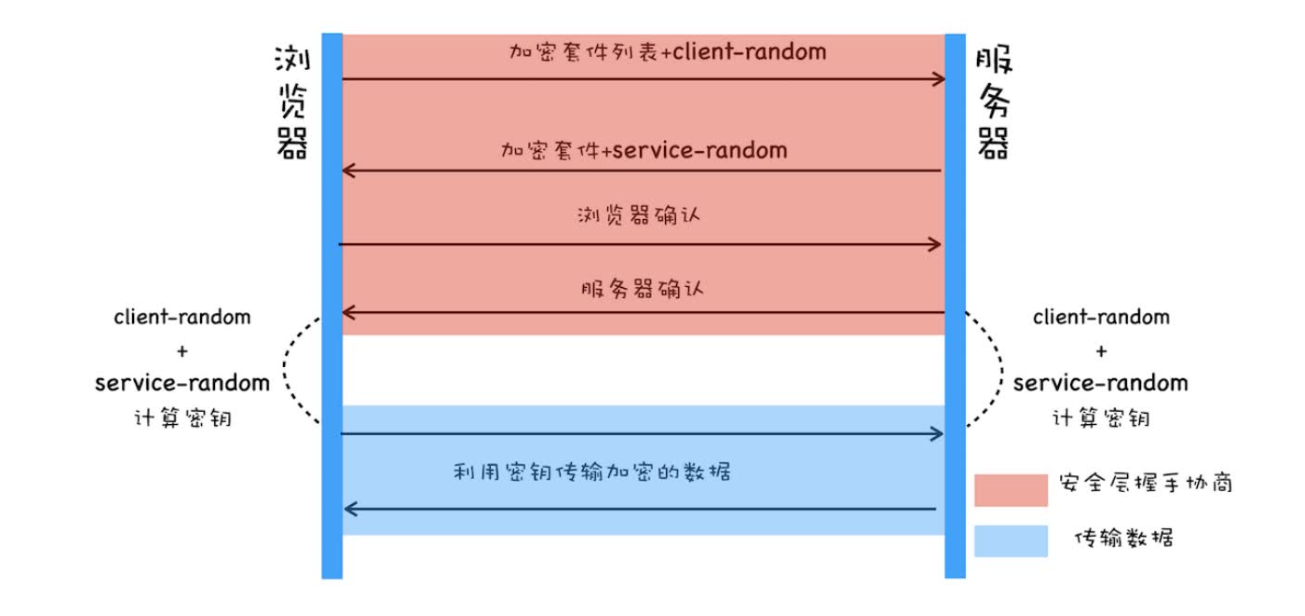 浏览器
服务器
加密套件列表+client-random
加密套件+service-random
浏览器确认
服务器确认
client-random
+
service-random
计算密钥
client-random
+
service-random
计算密钥
利用密钥传输加密的数据
安全层握手协商
传输数据